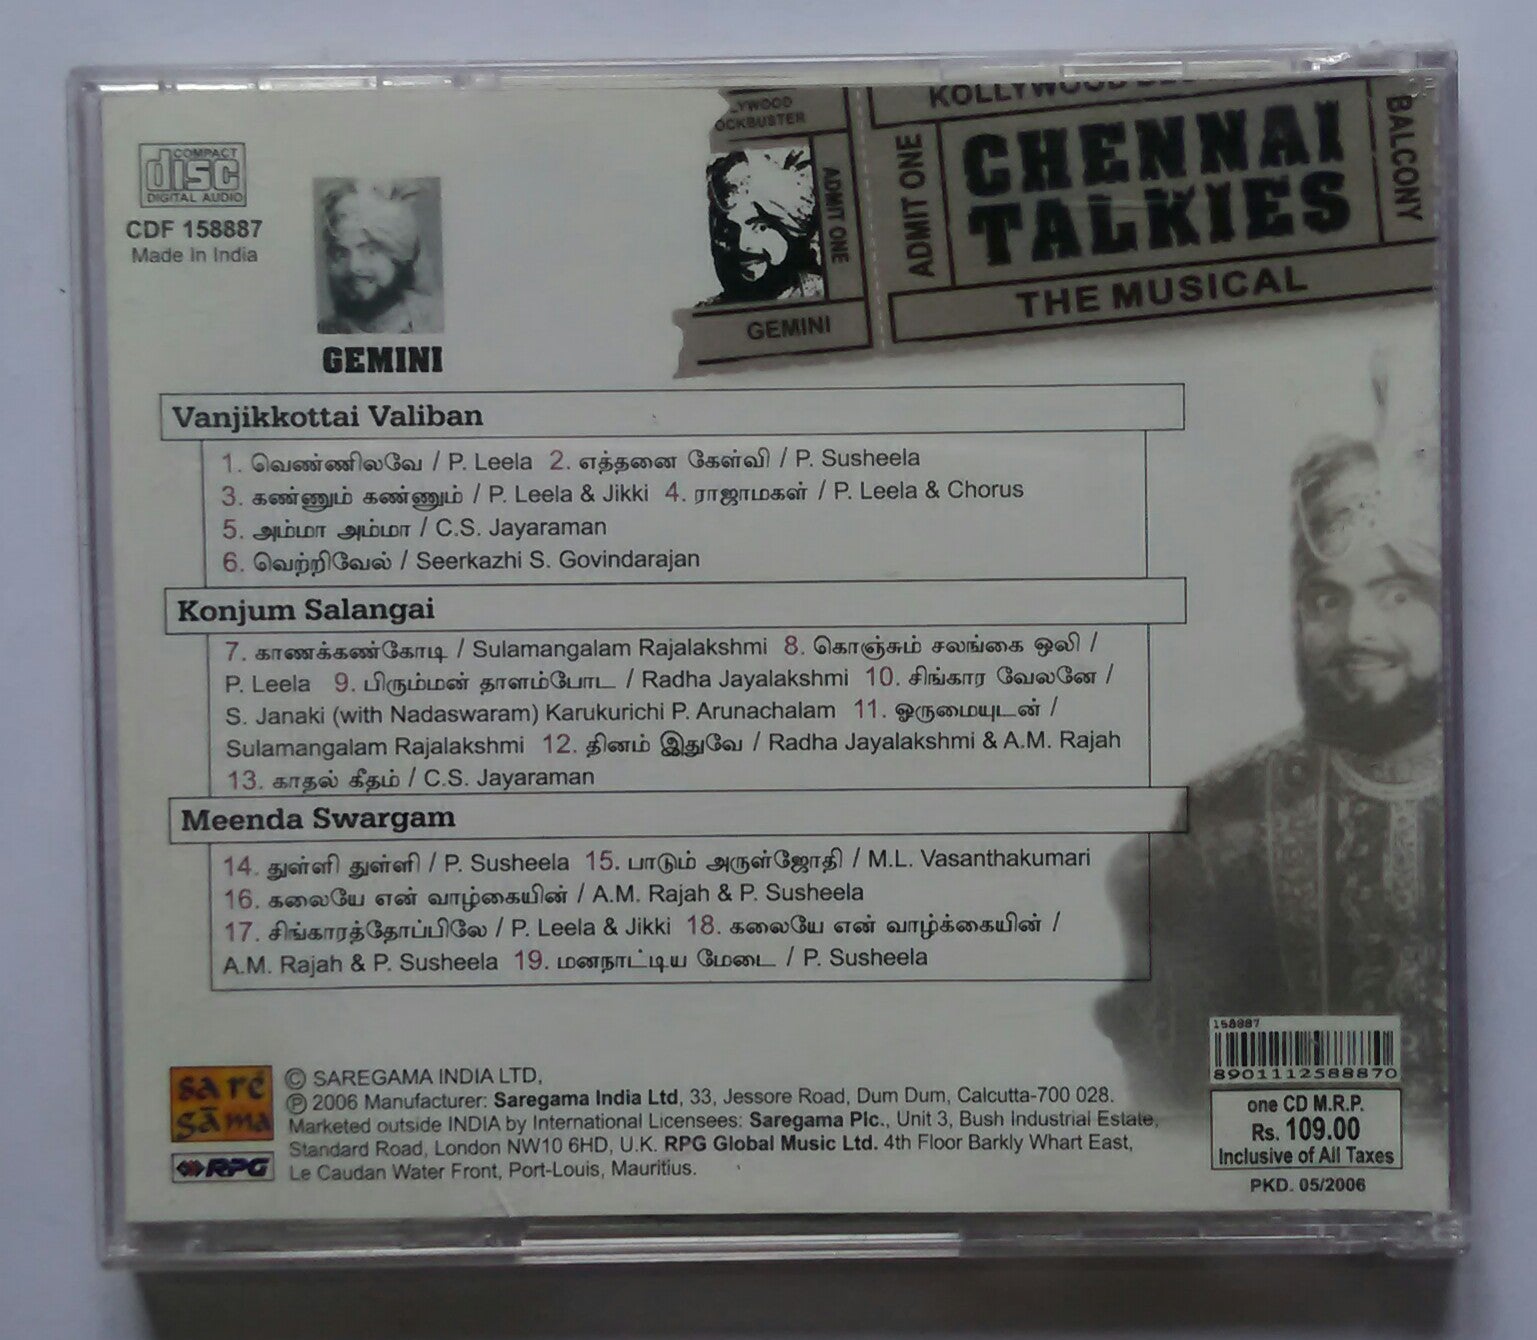 COMPACT
disc
DIGITAL AUDIO
CDF 158887
Made In India
GEMINI
LYWOOD
OCKBUSTER
ADMIT ONE
GEMINI
ADMIT ONE
KOLLYWOOD
CHENNAI
TALKIES
BALCONY
THE MUSICAL
Vanjikkottai Valiban
1. வெண்ணிலவே / P. Leela 2. எத்தனை கேள்வி / P. Susheela
3. கண்ணும் கண்ணும் / P. Leela & Jikki 4. ராஜாமகள் / P. Leela & Chorus
5. அம்மா அம்மா / C.S. Jayaraman
6. வெற்றிவேல் / Seerkazhi S. Govindarajan
Konjum Salangai
7. காணக்கண்கோடி / Sulamangalam Rajalakshmi 8. கொஞ்சும் சலங்கை ஒலி /
P. Leela 9. பிரும்மன் தாளம்போட / Radha Jayalakshmi 10. சிங்கார வேலனே /
S. Janaki (with Nadaswaram) Karukurichi P. Arunachalam 11. ஒருமையுடன் /
Sulamangalam Rajalakshmi 12. தினம் இதுவே / Radha Jayalakshmi & A.M. Rajah
13. காதல் கீதம் / C.S. Jayaraman
Meenda Swargam
14. துள்ளி துள்ளி / P. Susheela 15. பாடும் அருள்ஜோதி / M.L. Vasanthakumari
16. கலையே என் வாழ்கையின் / A.M. Rajah & P. Susheela
17. சிங்காரத்தோப்பிலே / P. Leela & Jikki 18. கலையே என் வாழ்க்கையின் /
A.M. Rajah & P. Susheela 19. மனநாட்டிய மேடை / P. Susheela
sa re
gama
RPG
© SAREGAMA INDIA LTD,
℗ 2006 Manufacturer: Saregama India Ltd, 33, Jessore Road, Dum Dum, Calcutta-700 028.
Marketed outside INDIA by International Licensees: Saregama Plc., Unit 3, Bush Industrial Estate,
Standard Road, London NW10 6HD, U.K. RPG Global Music Ltd. 4th Floor Barkly Whart East,
Le Caudan Water Front, Port-Louis, Mauritius.
158887
8901112588870
one CD M.R.P.
Rs. 109.00
Inclusive of All Taxes
PKD. 05/2006